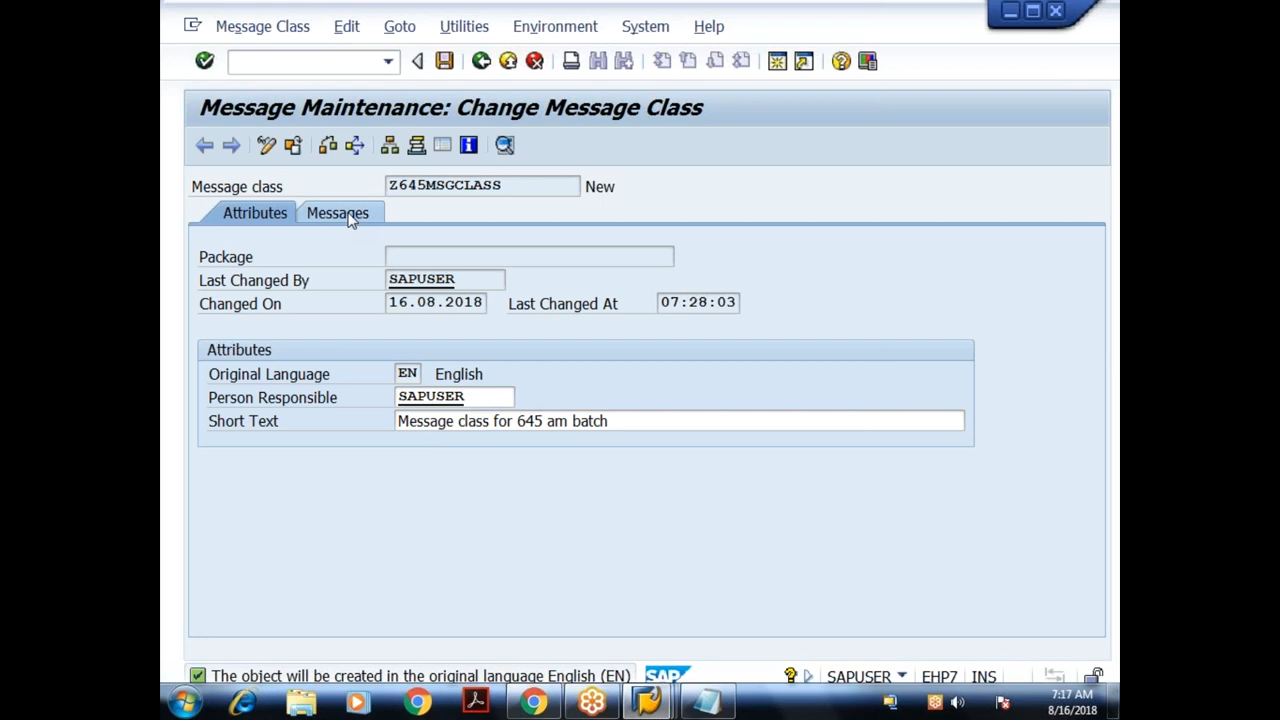 Message Class Edit Goto Utilities Environment System Help
Message Maintenance: Change Message Class
Message class Z645MSGCLASS New
Attributes Messages
Package
Last Changed By SAPUSER
Changed On 16.08.2018 Last Changed At 07:28:03
Attributes
Original Language EN English
Person Responsible SAPUSER
Short Text Message class for 645 am batch
The object will be created in the original language English (EN) SAP SAPUSER EHP7 INS
7:17 AM
8/16/2018